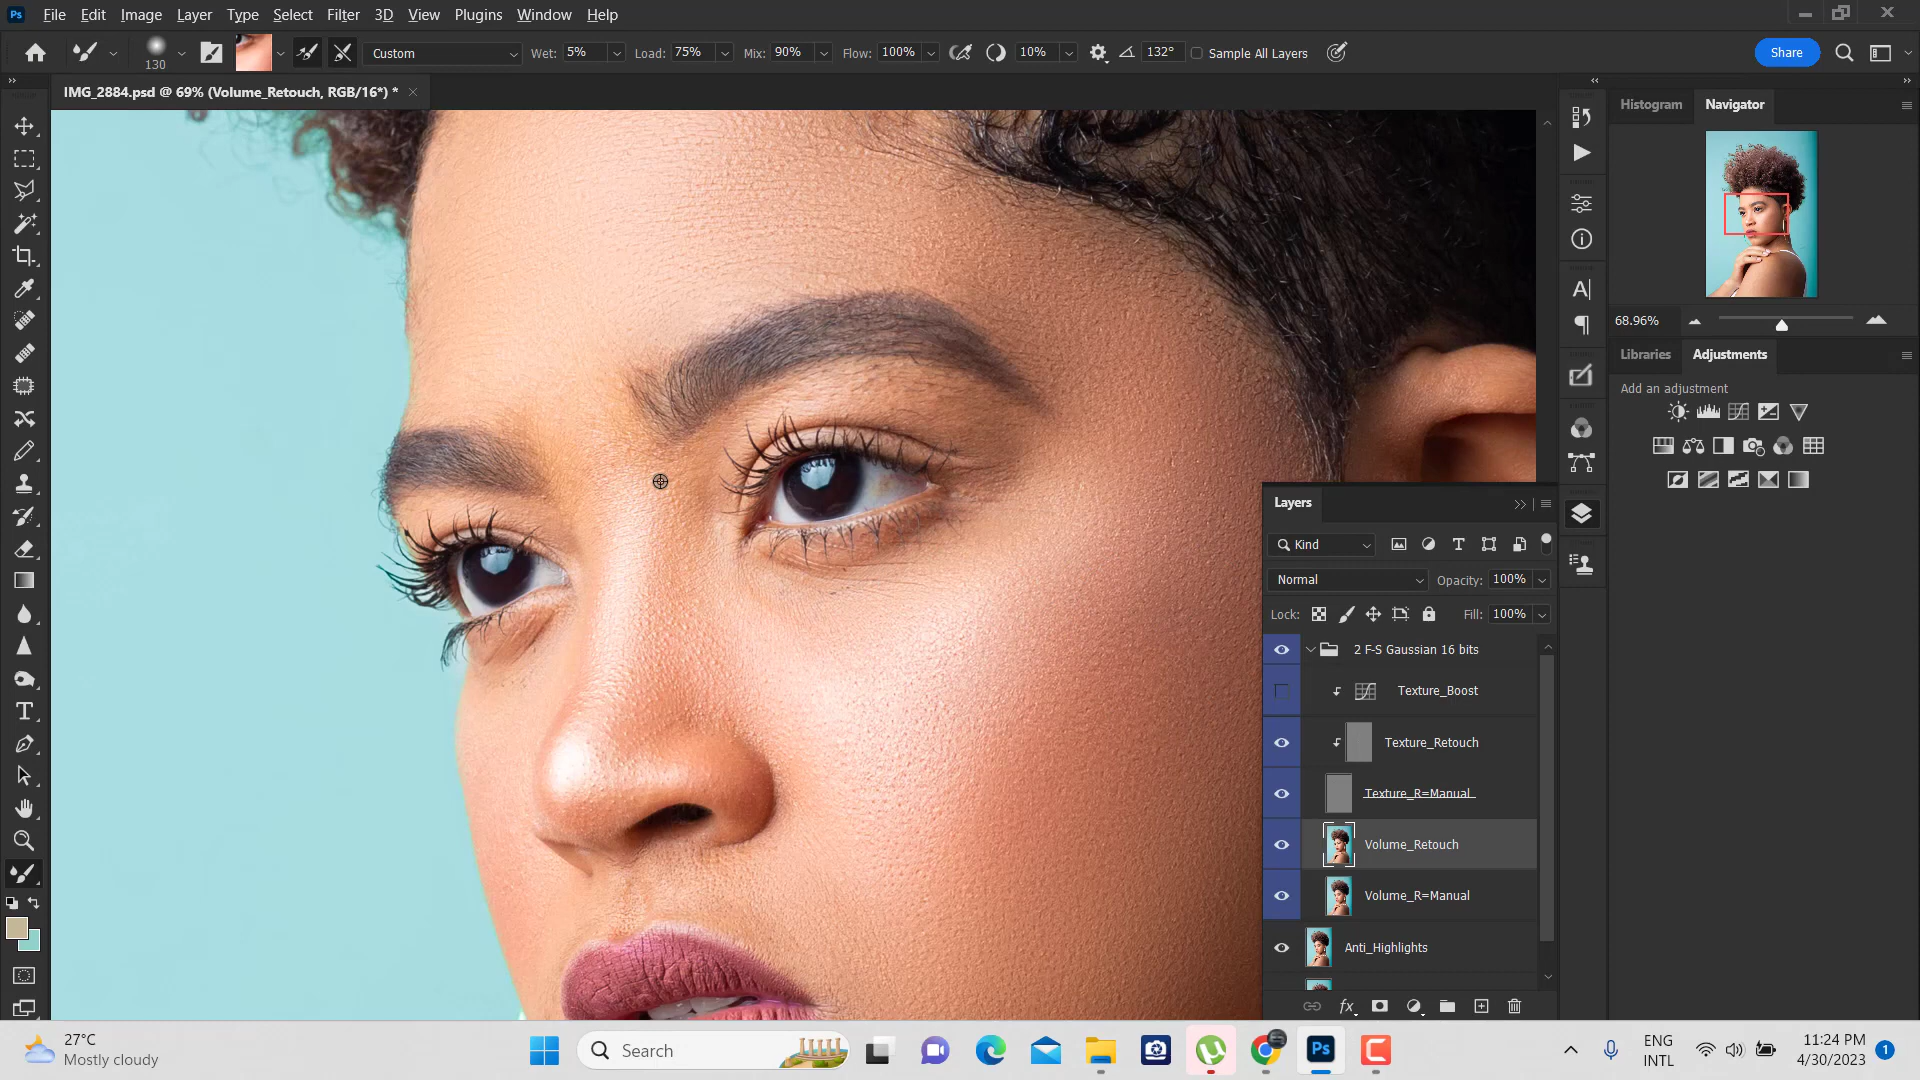 Ps File Edit Image Layer Type Select Filter 3D View Plugins Window Help
130 Custom Wet: 5% Load: 75% Mix: 90% Flow: 100% 10% 132° Sample All Layers Share
IMG_2884.psd @ 69% (Volume_Retouch, RGB/16*) *
Histogram Navigator
68.96%
Libraries Adjustments
Add an adjustment
Layers
Kind
Normal Opacity: 100%
Lock: Fill: 100%
2 F-S Gaussian 16 bits
Texture_Boost
Texture_Retouch
Texture_R=Manual
Volume_Retouch
Volume_R=Manual
Anti_Highlights
27°C
Mostly cloudy
Search
Ps
ENG
INTL
11:24 PM
4/30/2023
1